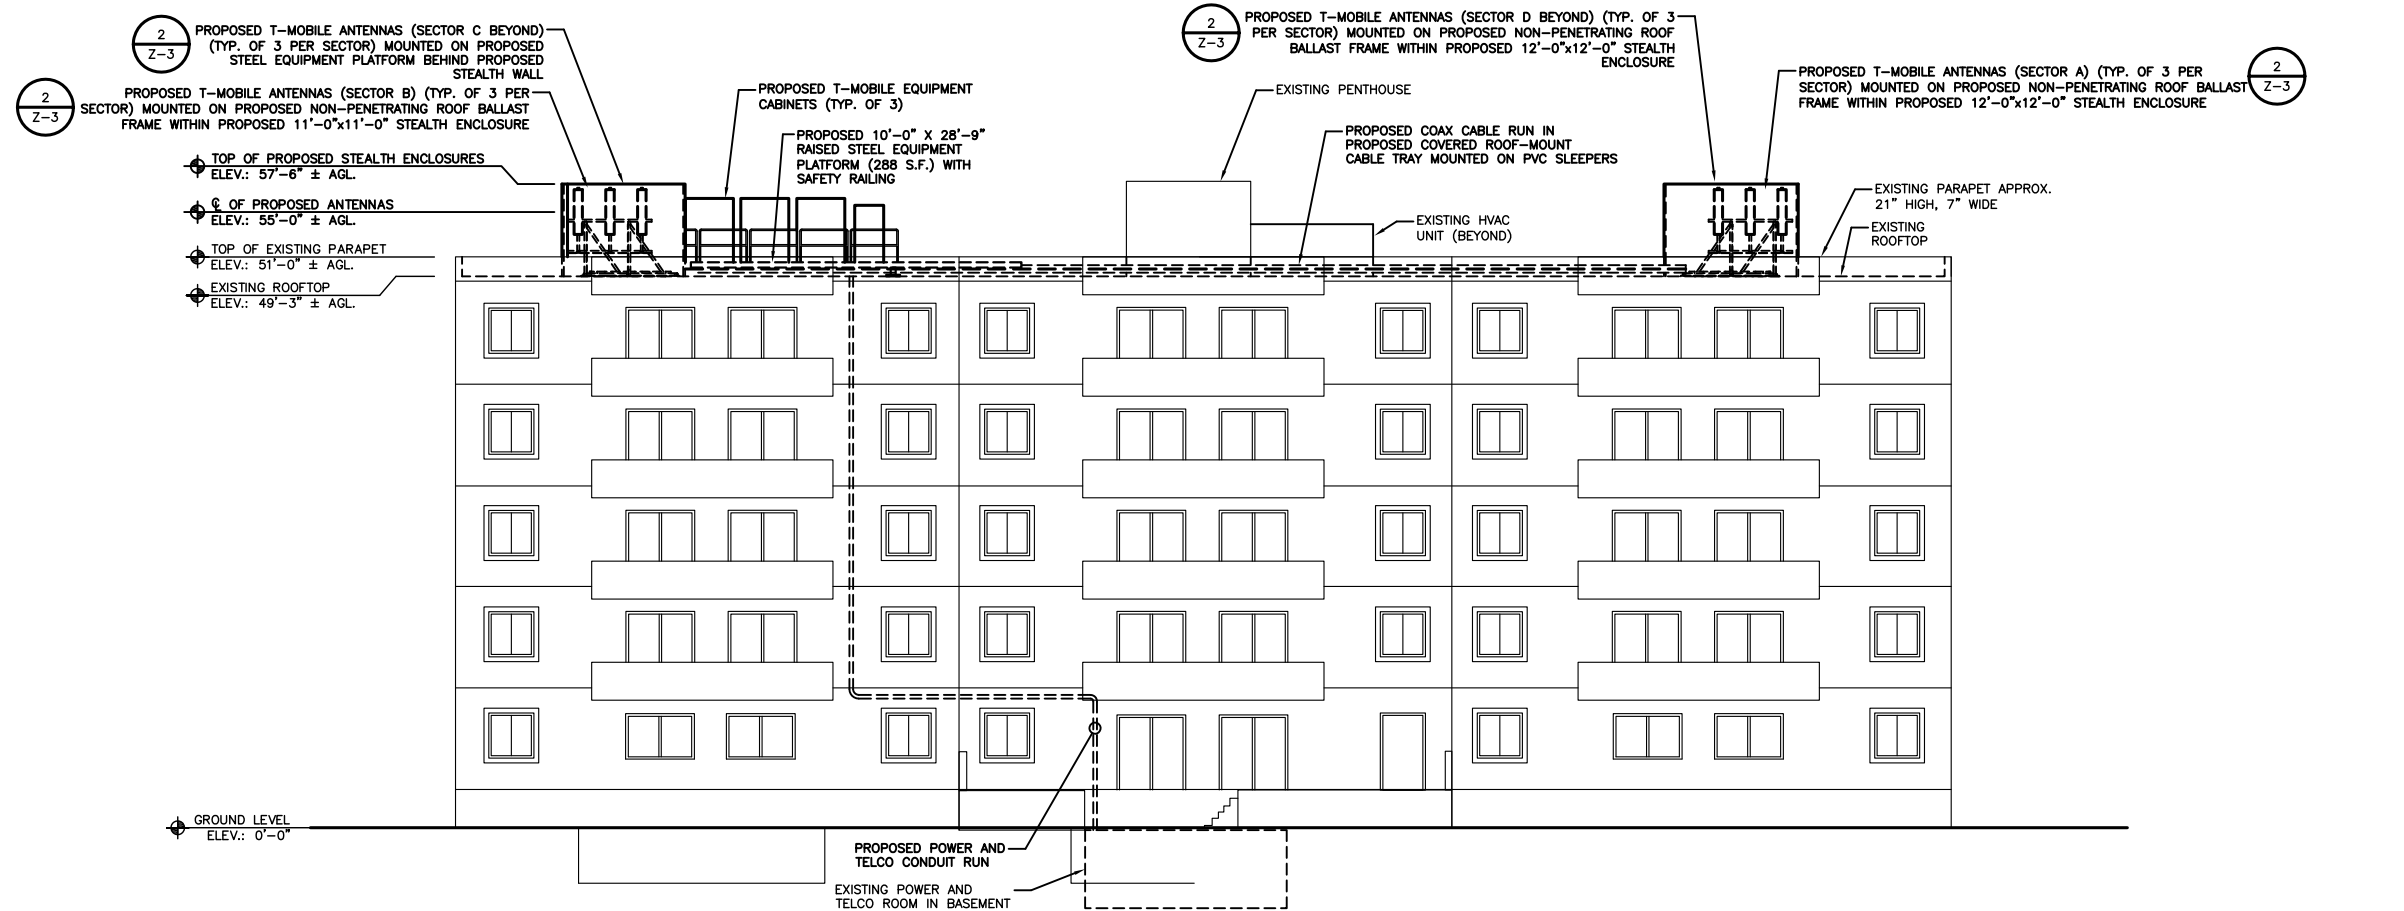 2
Z-3
PROPOSED T-MOBILE ANTENNAS (SECTOR C BEYOND)
(TYP. OF 3 PER SECTOR) MOUNTED ON PROPOSED
STEEL EQUIPMENT PLATFORM BEHIND PROPOSED
STEALTH WALL
2
Z-3
PROPOSED T-MOBILE ANTENNAS (SECTOR B) (TYP. OF 3 PER
SECTOR) MOUNTED ON PROPOSED NON-PENETRATING ROOF BALLAST
FRAME WITHIN PROPOSED 11'-0"x11'-0" STEALTH ENCLOSURE
PROPOSED T-MOBILE EQUIPMENT
CABINETS (TYP. OF 3)
PROPOSED 10'-0" X 28'-9"
RAISED STEEL EQUIPMENT
PLATFORM (288 S.F.) WITH
SAFETY RAILING
2
Z-3
PROPOSED T-MOBILE ANTENNAS (SECTOR D BEYOND) (TYP. OF 3
PER SECTOR) MOUNTED ON PROPOSED NON-PENETRATING ROOF
BALLAST FRAME WITHIN PROPOSED 12'-0"x12'-0" STEALTH
ENCLOSURE
EXISTING PENTHOUSE
PROPOSED COAX CABLE RUN IN
PROPOSED COVERED ROOF-MOUNT
CABLE TRAY MOUNTED ON PVC SLEEPERS
2
Z-3
PROPOSED T-MOBILE ANTENNAS (SECTOR A) (TYP. OF 3 PER
SECTOR) MOUNTED ON PROPOSED NON-PENETRATING ROOF BALLAST
FRAME WITHIN PROPOSED 12'-0"x12'-0" STEALTH ENCLOSURE
EXISTING HVAC
UNIT (BEYOND)
EXISTING PARAPET APPROX.
21" HIGH, 7" WIDE
EXISTING
ROOFTOP
TOP OF PROPOSED STEALTH ENCLOSURES
ELEV.: 57'-6" ± AGL.
℄ OF PROPOSED ANTENNAS
ELEV.: 55'-0" ± AGL.
TOP OF EXISTING PARAPET
ELEV.: 51'-0" ± AGL.
EXISTING ROOFTOP
ELEV.: 49'-3" ± AGL.
GROUND LEVEL
ELEV.: 0'-0"
PROPOSED POWER AND
TELCO CONDUIT RUN
EXISTING POWER AND
TELCO ROOM IN BASEMENT